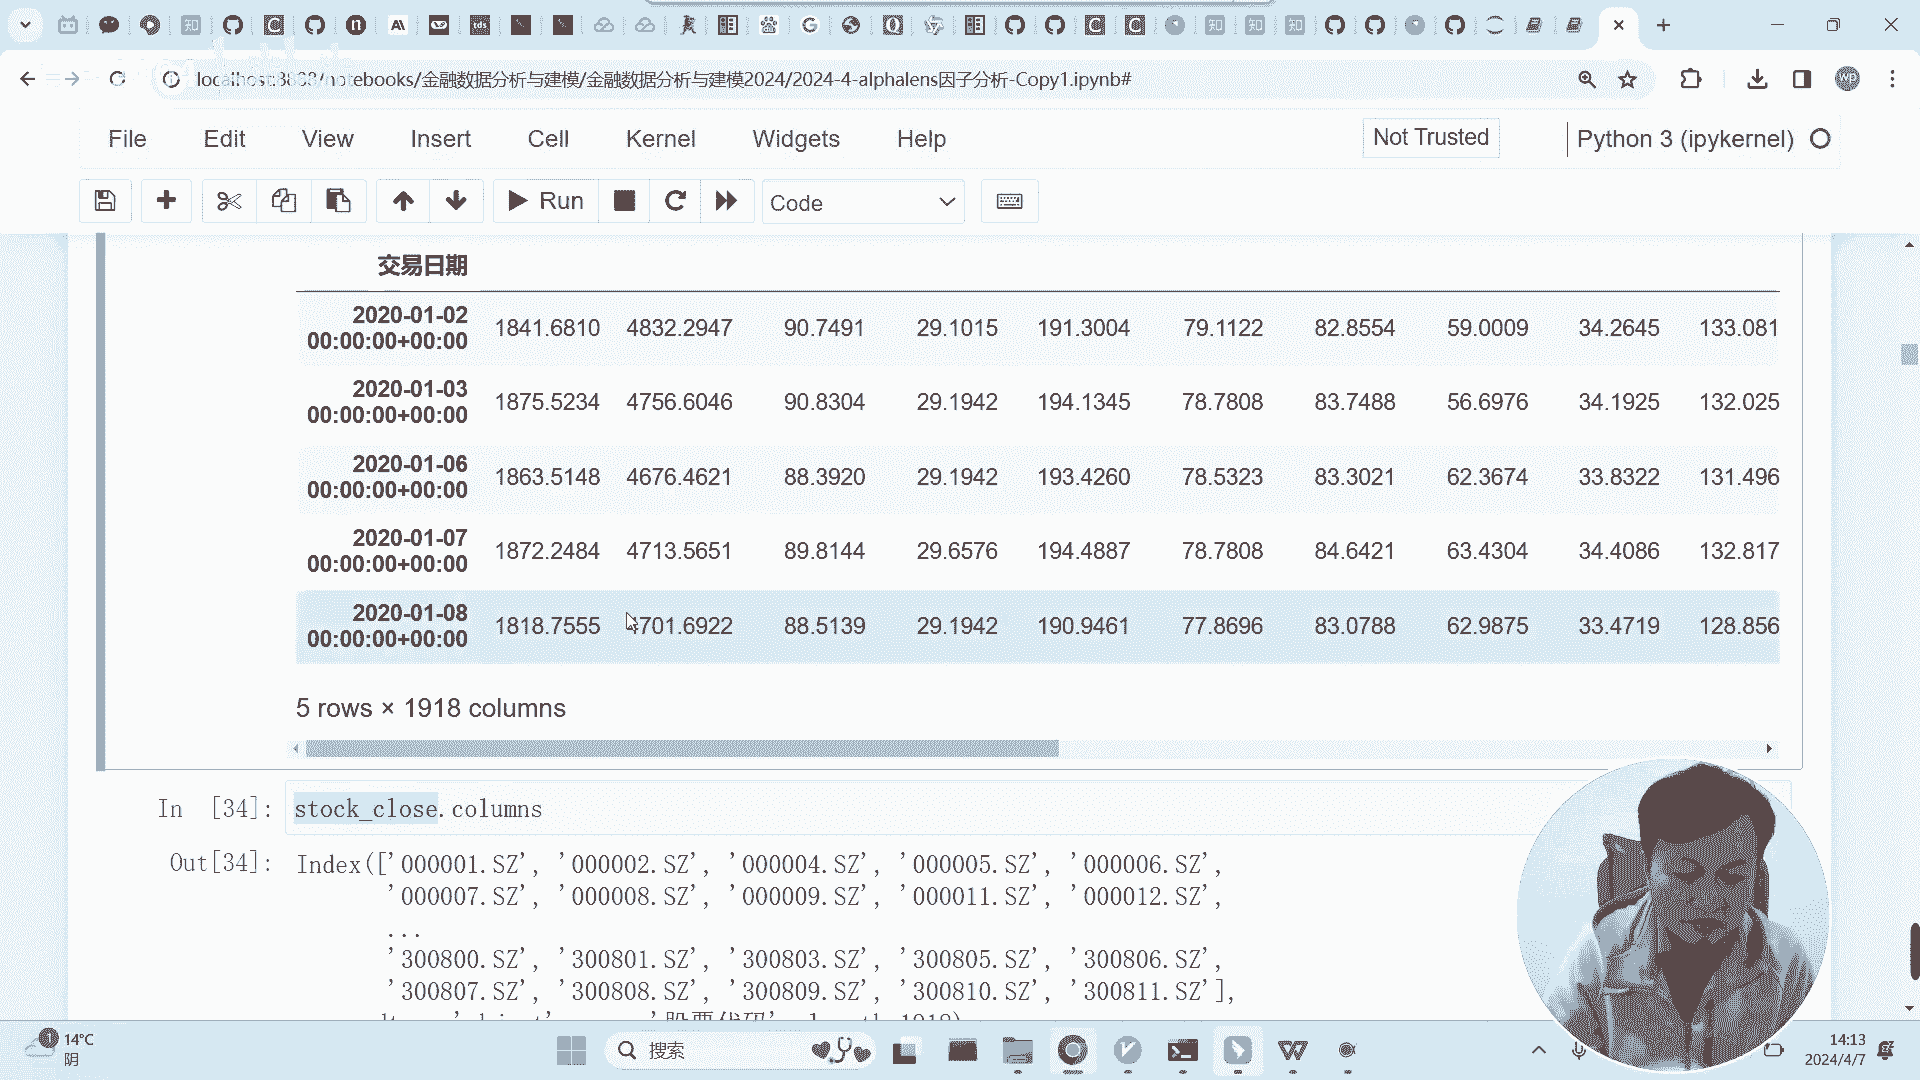 localhost:8888/notebooks/金融数据分析与建模/金融数据分析与建模2024/2024-4-alphalens因子分析-Copy1.ipynb#
File Edit View Insert Cell Kernel Widgets Help Not Trusted Python 3 (ipykernel)
Run Code
交易日期
2020-01-02 00:00:00+00:00 1841.6810 4832.2947 90.7491 29.1015 191.3004 79.1122 82.8554 59.0009 34.2645 133.081
2020-01-03 00:00:00+00:00 1875.5234 4756.6046 90.8304 29.1942 194.1345 78.7808 83.7488 56.6976 34.1925 132.025
2020-01-06 00:00:00+00:00 1863.5148 4676.4621 88.3920 29.1942 193.4260 78.5323 83.3021 62.3674 33.8322 131.496
2020-01-07 00:00:00+00:00 1872.2484 4713.5651 89.8144 29.6576 194.4887 78.7808 84.6421 63.4304 34.4086 132.817
2020-01-08 00:00:00+00:00 1818.7555 4701.6922 88.5139 29.1942 190.9461 77.8696 83.0788 62.9875 33.4719 128.856
5 rows × 1918 columns
In [34]: stock_close.columns
Out[34]: Index(['000001.SZ', '000002.SZ', '000004.SZ', '000005.SZ', '000006.SZ',
'000007.SZ', '000008.SZ', '000009.SZ', '000011.SZ', '000012.SZ',
...
'300800.SZ', '300801.SZ', '300803.SZ', '300805.SZ', '300806.SZ',
'300807.SZ', '300808.SZ', '300809.SZ', '300810.SZ', '300811.SZ'],
14°C
阴
搜索
14:13
2024/4/7